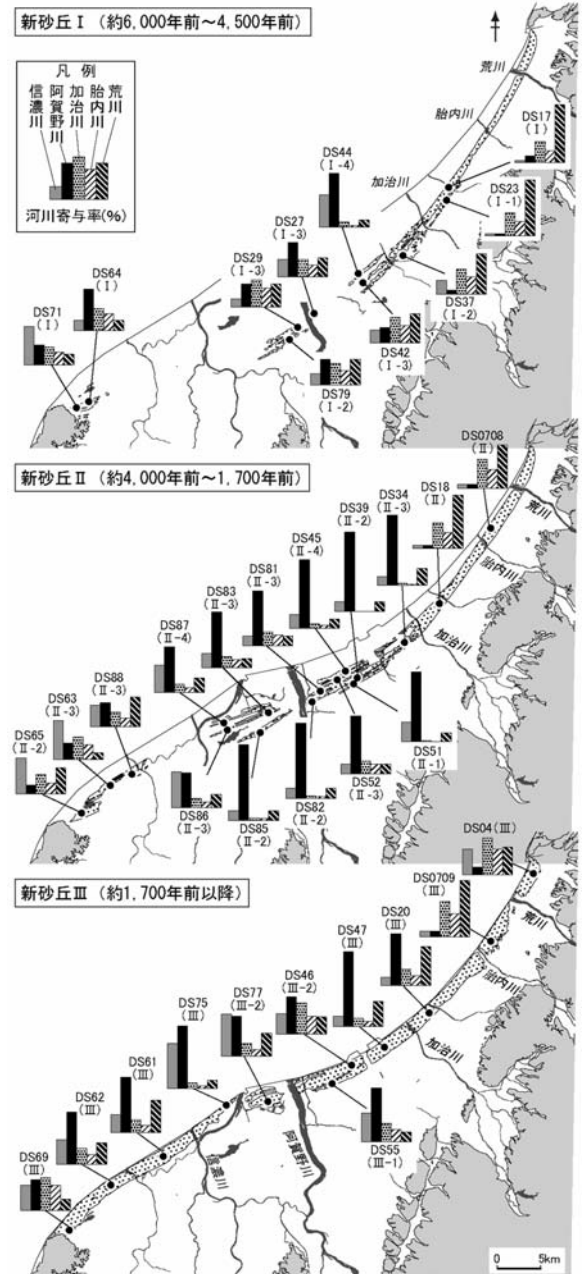 新砂丘Ⅰ (約6,000年前～4,500年前)
凡 例
信濃川
阿賀野川
加治川
胎内川
荒川
河川寄与率(%)
荒川
胎内川
加治川
DS17
(Ⅰ)
DS23
(Ⅰ-1)
DS44
(Ⅰ-4)
DS27
(Ⅰ-3)
DS29
(Ⅰ-3)
DS37
(Ⅰ-2)
DS42
(Ⅰ-3)
DS79
(Ⅰ-2)
DS64
(Ⅰ)
DS71
(Ⅰ)
新砂丘Ⅱ (約4,000年前～1,700年前)
DS0708
(Ⅱ)
DS18
(Ⅱ)
DS34
(Ⅱ-3)
DS39
(Ⅱ-2)
DS45
(Ⅱ-4)
DS81
(Ⅱ-3)
DS83
(Ⅱ-3)
DS87
(Ⅱ-4)
DS88
(Ⅱ-3)
DS63
(Ⅱ-3)
DS65
(Ⅱ-2)
荒川
胎内川
加治川
DS51
(Ⅱ-1)
DS52
(Ⅱ-3)
DS82
(Ⅱ-2)
DS85
(Ⅱ-2)
DS86
(Ⅱ-3)
新砂丘Ⅲ (約1,700年前以降)
DS04(Ⅲ)
DS0709
(Ⅲ)
DS20
(Ⅲ)
DS47
(Ⅲ)
DS46
(Ⅲ-2)
DS77
(Ⅲ-2)
DS75
(Ⅲ)
DS61
(Ⅲ)
DS62
(Ⅲ)
DS69
(Ⅲ)
荒川
胎内川
加治川
DS55
(Ⅲ-1)
阿賀野川
信濃川
0 5km